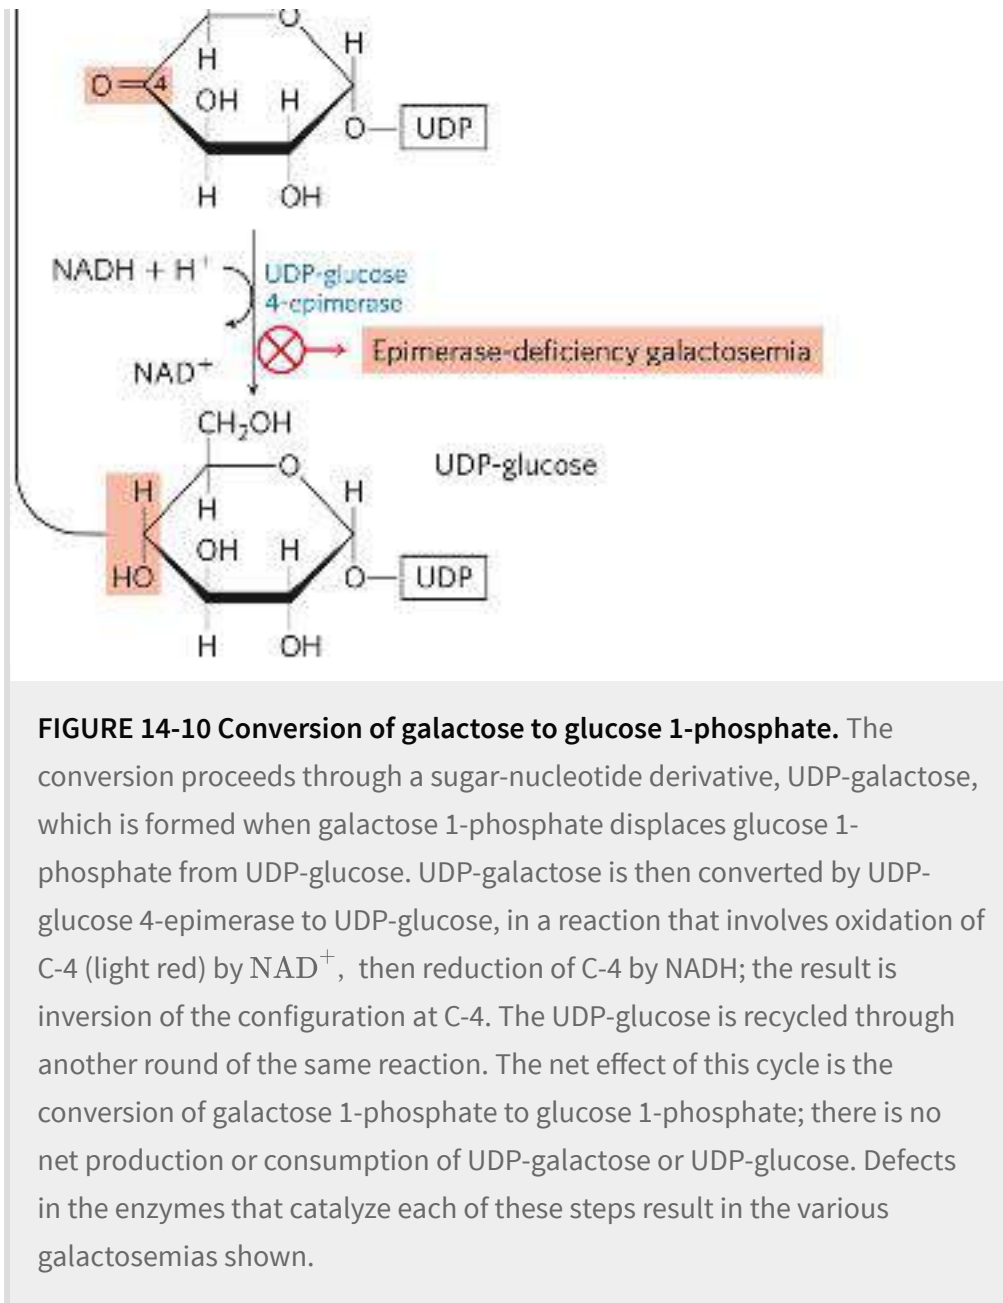 O
H
H
O=4
OH H
O—UDP
H OH
NADH + H⁺
UDP-glucose
4-epimerase
Epimerase-deficiency galactosemia
NAD⁺
CH₂OH
O
UDP-glucose
H
H
H
OH H
HO
O—UDP
H OH
FIGURE 14-10 Conversion of galactose to glucose 1-phosphate. The
conversion proceeds through a sugar-nucleotide derivative, UDP-galactose,
which is formed when galactose 1-phosphate displaces glucose 1-
phosphate from UDP-glucose. UDP-galactose is then converted by UDP-
glucose 4-epimerase to UDP-glucose, in a reaction that involves oxidation of
C-4 (light red) by NAD⁺, then reduction of C-4 by NADH; the result is
inversion of the configuration at C-4. The UDP-glucose is recycled through
another round of the same reaction. The net effect of this cycle is the
conversion of galactose 1-phosphate to glucose 1-phosphate; there is no
net production or consumption of UDP-galactose or UDP-glucose. Defects
in the enzymes that catalyze each of these steps result in the various
galactosemias shown.